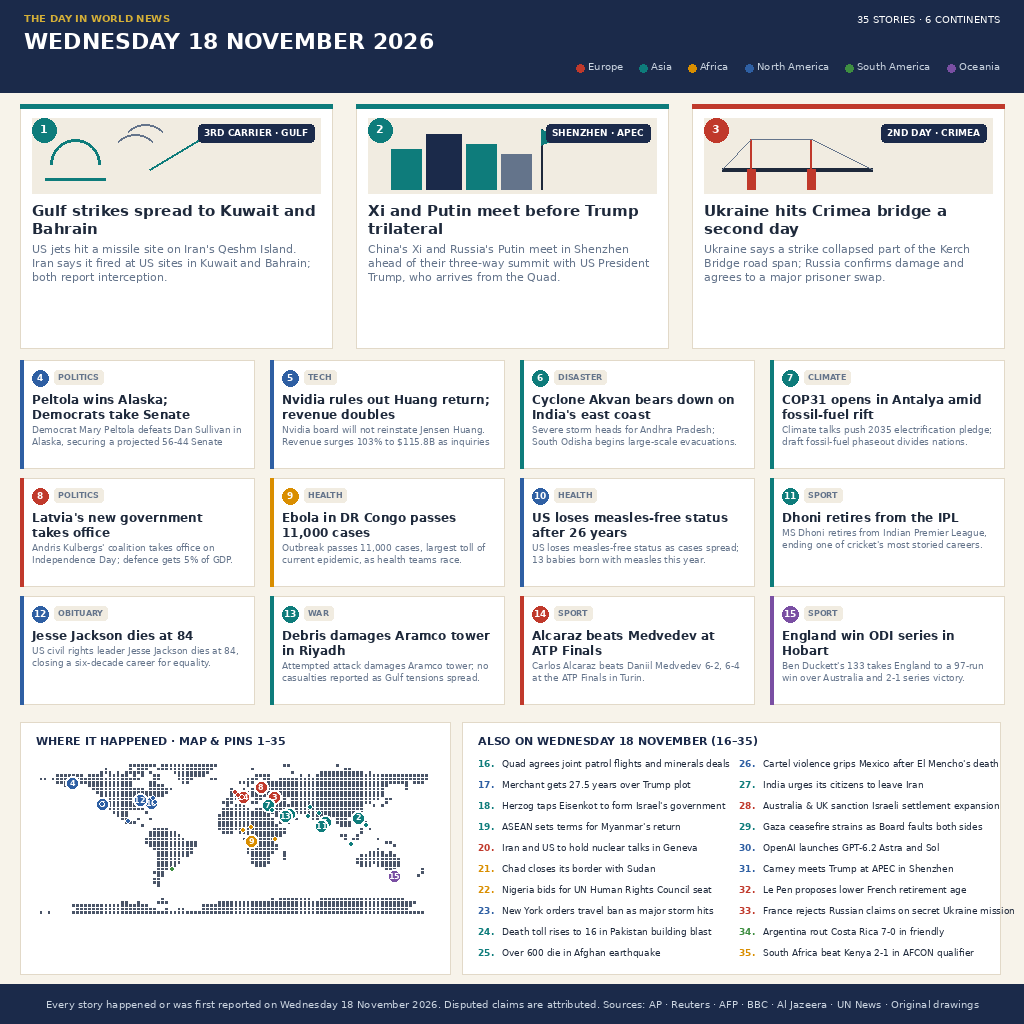 THE DAY IN WORLD NEWS
WEDNESDAY 18 NOVEMBER 2026
35 STORIES · 6 CONTINENTS
Europe
Asia
Africa
North America
South America
Oceania
1
3RD CARRIER · GULF
Gulf strikes spread to Kuwait and
Bahrain
US jets hit a missile site on Iran's Qeshm Island.
Iran says it fired at US sites in Kuwait and Bahrain;
both report interception.
2
SHENZHEN · APEC
Xi and Putin meet before Trump
trilateral
China's Xi and Russia's Putin meet in Shenzhen
ahead of their three-way summit with US President
Trump, who arrives from the Quad.
3
2ND DAY · CRIMEA
Ukraine hits Crimea bridge a
second day
Ukraine says a strike collapsed part of the Kerch
Bridge road span; Russia confirms damage and
agrees to a major prisoner swap.
4
POLITICS
Peltola wins Alaska;
Democrats take Senate
Democrat Mary Peltola defeats Dan Sullivan in
Alaska, securing a projected 56-44 Senate
5
TECH
Nvidia rules out Huang return;
revenue doubles
Nvidia board will not reinstate Jensen Huang.
Revenue surges 103% to $115.8B as inquiries
6
DISASTER
Cyclone Akvan bears down on
India's east coast
Severe storm heads for Andhra Pradesh;
South Odisha begins large-scale evacuations.
7
CLIMATE
COP31 opens in Antalya amid
fossil-fuel rift
Climate talks push 2035 electrification pledge;
draft fossil-fuel phaseout divides nations.
8
POLITICS
Latvia's new government
takes office
Andris Kulbergs' coalition takes office on
Independence Day; defence gets 5% of GDP.
9
HEALTH
Ebola in DR Congo passes
11,000 cases
Outbreak passes 11,000 cases, largest toll of
current epidemic, as health teams race.
10
HEALTH
US loses measles-free status
after 26 years
US loses measles-free status as cases spread;
13 babies born with measles this year.
11
SPORT
Dhoni retires from the IPL
MS Dhoni retires from Indian Premier League,
ending one of cricket's most storied careers.
12
OBITUARY
Jesse Jackson dies at 84
US civil rights leader Jesse Jackson dies at 84,
closing a six-decade career for equality.
13
WAR
Debris damages Aramco tower
in Riyadh
Attempted attack damages Aramco tower; no
casualties reported as Gulf tensions spread.
14
SPORT
Alcaraz beats Medvedev at
ATP Finals
Carlos Alcaraz beats Daniil Medvedev 6-2, 6-4
at the ATP Finals in Turin.
15
SPORT
England win ODI series in
Hobart
Ben Duckett's 133 takes England to a 97-run
win over Australia and 2-1 series victory.
WHERE IT HAPPENED · MAP & PINS 1–35
4
8
3
7
13
2
9
15
ALSO ON WEDNESDAY 18 NOVEMBER (16–35)
16. Quad agrees joint patrol flights and minerals deals
17. Merchant gets 27.5 years over Trump plot
18. Herzog taps Eisenkot to form Israel's government
19. ASEAN sets terms for Myanmar's return
20. Iran and US to hold nuclear talks in Geneva
21. Chad closes its border with Sudan
22. Nigeria bids for UN Human Rights Council seat
23. New York orders travel ban as major storm hits
24. Death toll rises to 16 in Pakistan building blast
25. Over 600 die in Afghan earthquake
26. Cartel violence grips Mexico after El Mencho's death
27. India urges its citizens to leave Iran
28. Australia & UK sanction Israeli settlement expansion
29. Gaza ceasefire strains as Board faults both sides
30. OpenAI launches GPT-6.2 Astra and Sol
31. Carney meets Trump at APEC in Shenzhen
32. Le Pen proposes lower French retirement age
33. France rejects Russian claims on secret Ukraine mission
34. Argentina rout Costa Rica 7-0 in friendly
35. South Africa beat Kenya 2-1 in AFCON qualifier
Every story happened or was first reported on Wednesday 18 November 2026. Disputed claims are attributed. Sources: AP · Reuters · AFP · BBC · Al Jazeera · UN News · Original drawings